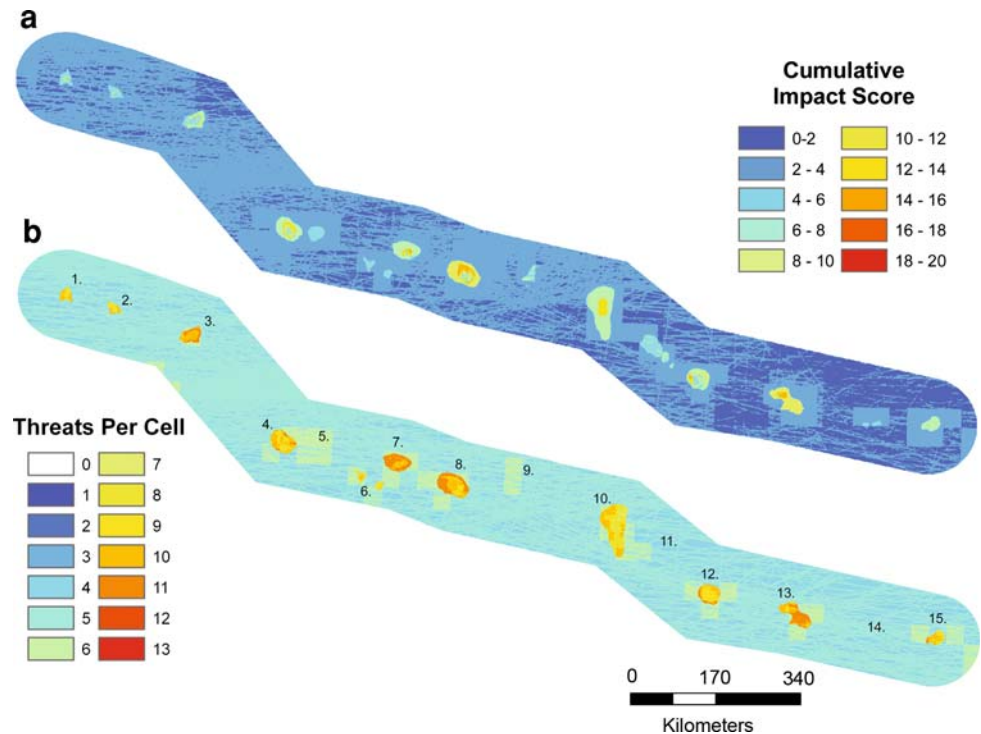 a
Cumulative
Impact Score
0-2
10 - 12
2 - 4
12 - 14
4 - 6
14 - 16
6 - 8
16 - 18
8 - 10
18 - 20
b
1.
2.
3.
4.
5.
6.
7.
8.
9.
10.
11.
12.
13.
14.
15.
Threats Per Cell
0
7
1
8
2
9
3
10
4
11
5
12
6
13
0
170
340
Kilometers